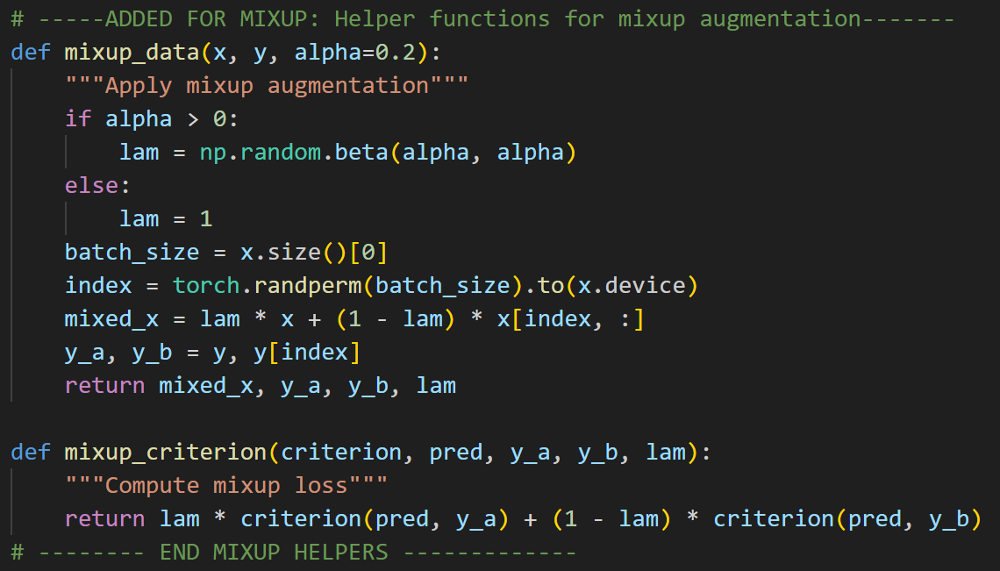 # -----ADDED FOR MIXUP: Helper functions for mixup augmentation-------
def mixup_data(x, y, alpha=0.2):
    """Apply mixup augmentation"""
    if alpha > 0:
        lam = np.random.beta(alpha, alpha)
    else:
        lam = 1
    batch_size = x.size()[0]
    index = torch.randperm(batch_size).to(x.device)
    mixed_x = lam * x + (1 - lam) * x[index, :]
    y_a, y_b = y, y[index]
    return mixed_x, y_a, y_b, lam

def mixup_criterion(criterion, pred, y_a, y_b, lam):
    """Compute mixup loss"""
    return lam * criterion(pred, y_a) + (1 - lam) * criterion(pred, y_b)
# -------- END MIXUP HELPERS -------------